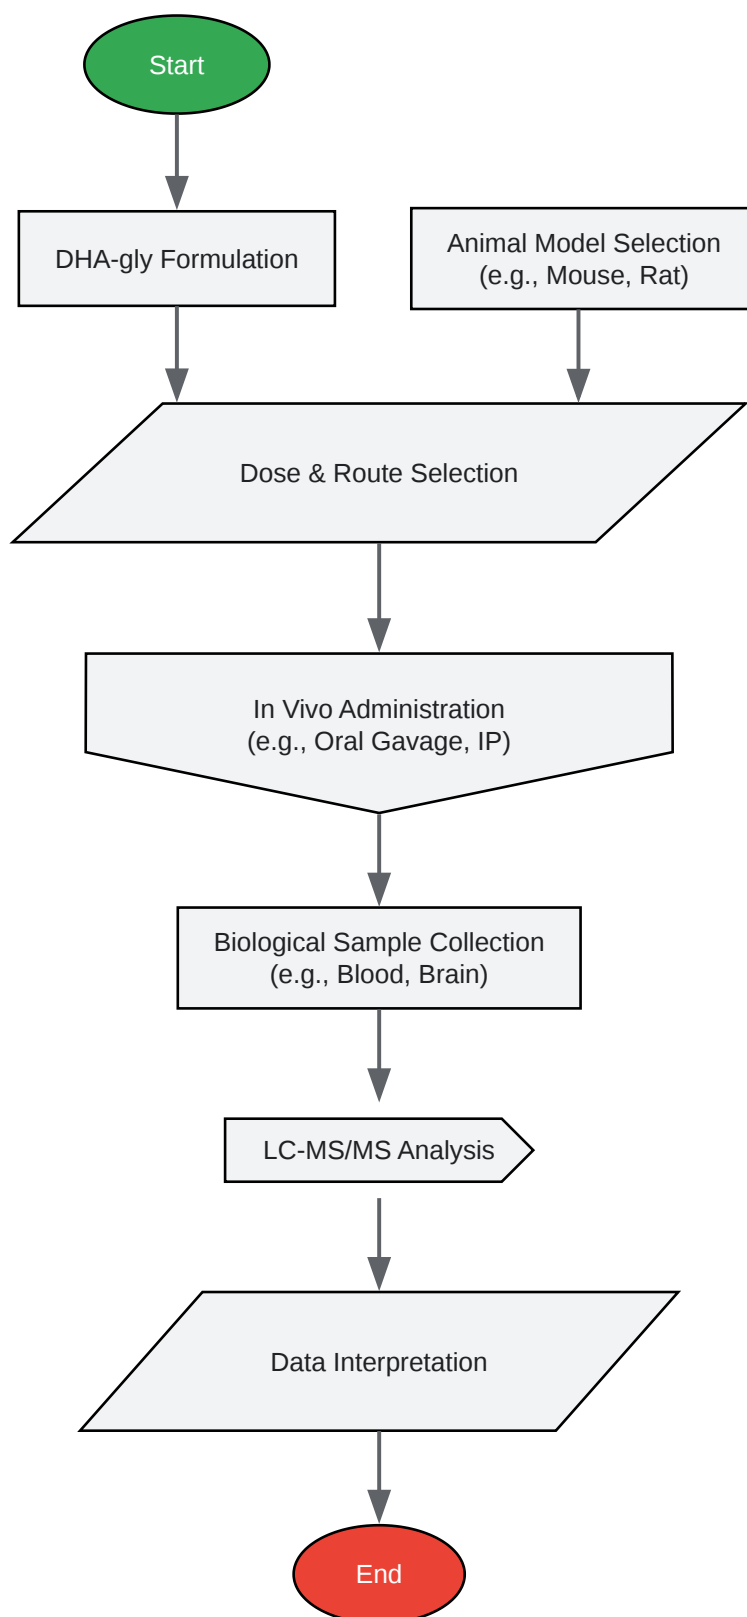 Start
DHA-gly Formulation
Animal Model Selection
(e.g., Mouse, Rat)
Dose & Route Selection
In Vivo Administration
(e.g., Oral Gavage, IP)
Biological Sample Collection
(e.g., Blood, Brain)
LC-MS/MS Analysis
Data Interpretation
End